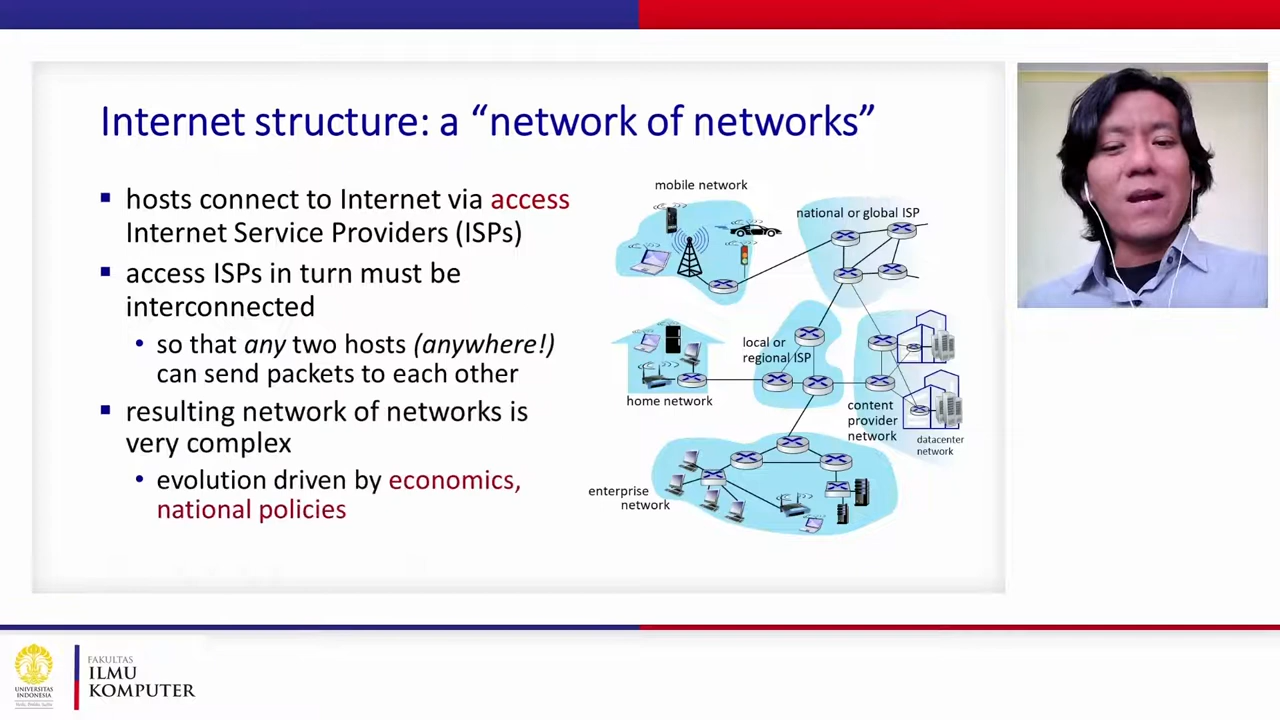 Internet structure: a “network of networks”
hosts connect to Internet via access
Internet Service Providers (ISPs)
access ISPs in turn must be
interconnected
so that any two hosts (anywhere!)
can send packets to each other
resulting network of networks is
very complex
evolution driven by economics,
national policies
mobile network
national or global ISP
local or
regional ISP
home network
content
provider
network
datacenter
network
enterprise
network
UNIVERSITAS
INDONESIA
FAKULTAS
ILMU
KOMPUTER